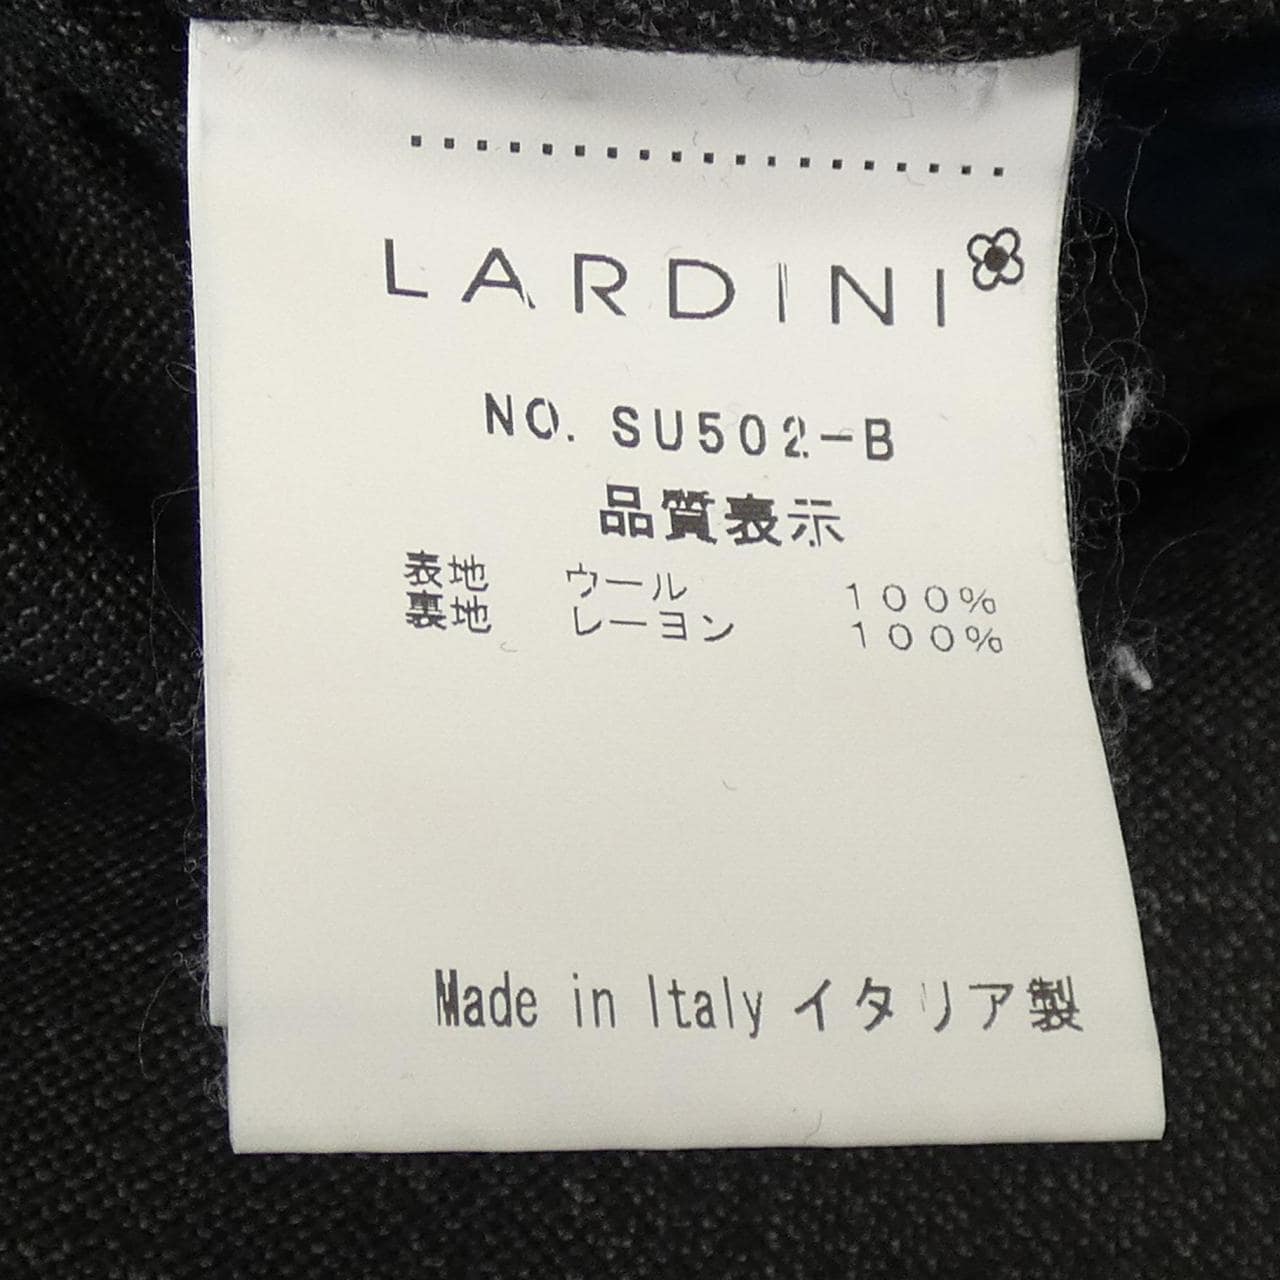 LARDINI
NO. SU502-B
品質表示
表地 ウール 100%
裏地 レーヨン 100%
Made in Italy イタリア製